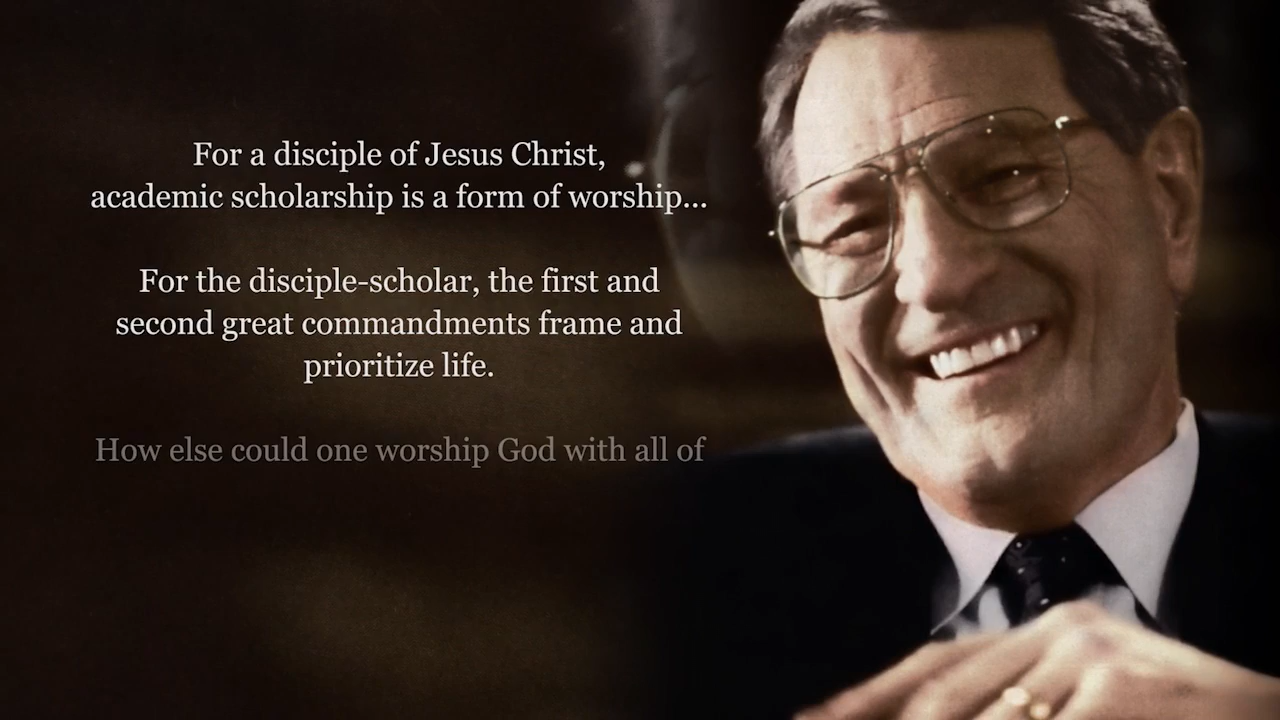 For a disciple of Jesus Christ,
academic scholarship is a form of worship...
For the disciple-scholar, the first and
second great commandments frame and
prioritize life.
How else could one worship God with all of